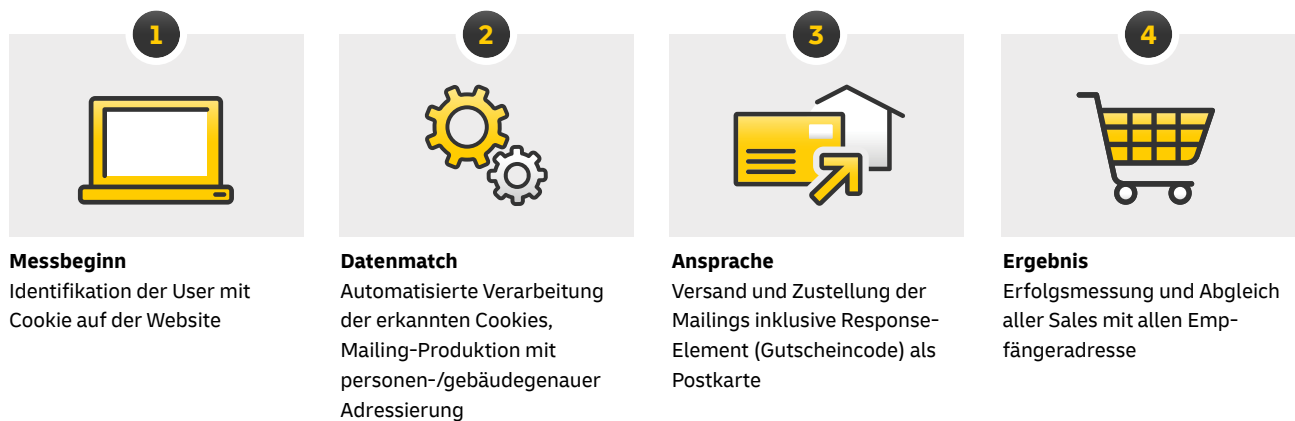 1
2
3
4
Messbeginn
Identifikation der User mit
Cookie auf der Website
Datenmatch
Automatisierte Verarbeitung
der erkannten Cookies,
Mailing-Produktion mit
personen-/gebäudegenauer
Adressierung
Ansprache
Versand und Zustellung der
Mailings inklusive Response-
Element (Gutscheincode) als
Postkarte
Ergebnis
Erfolgsmessung und Abgleich
aller Sales mit allen Emp-
fängeradresse